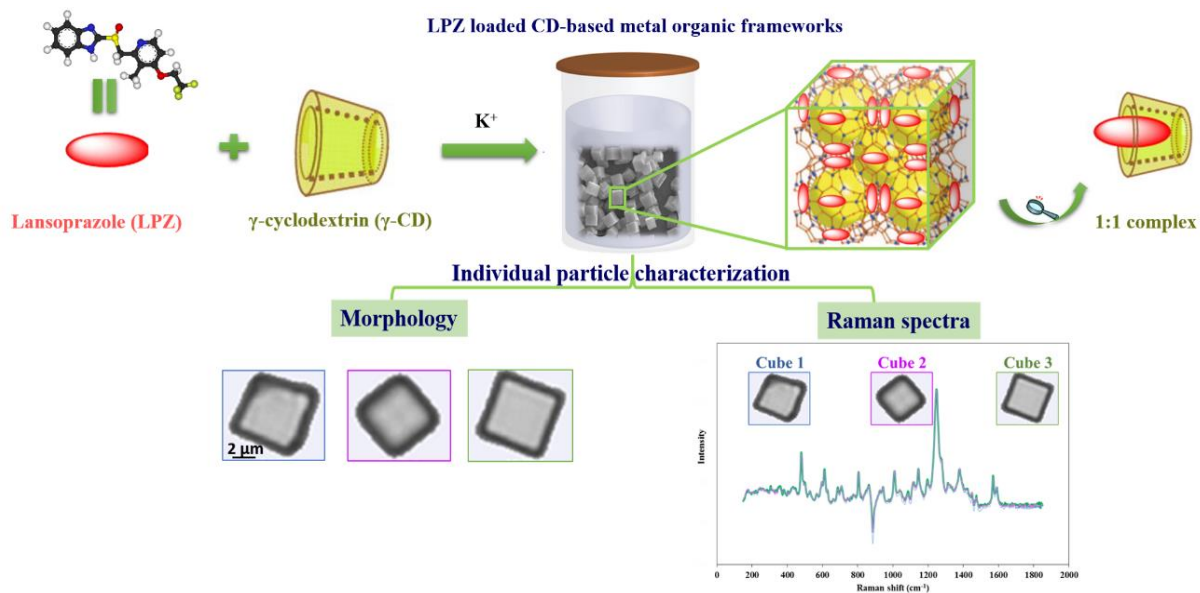 LPZ loaded CD-based metal organic frameworks
K+
Lansoprazole (LPZ)
γ-cyclodextrin (γ-CD)
1:1 complex
Individual particle characterization
Morphology
2 μm
Raman spectra
Cube 1
Cube 2
Cube 3
Intensity
0
200
400
600
800
1000
1200
1400
1600
1800
2000
Raman shift (cm⁻¹)